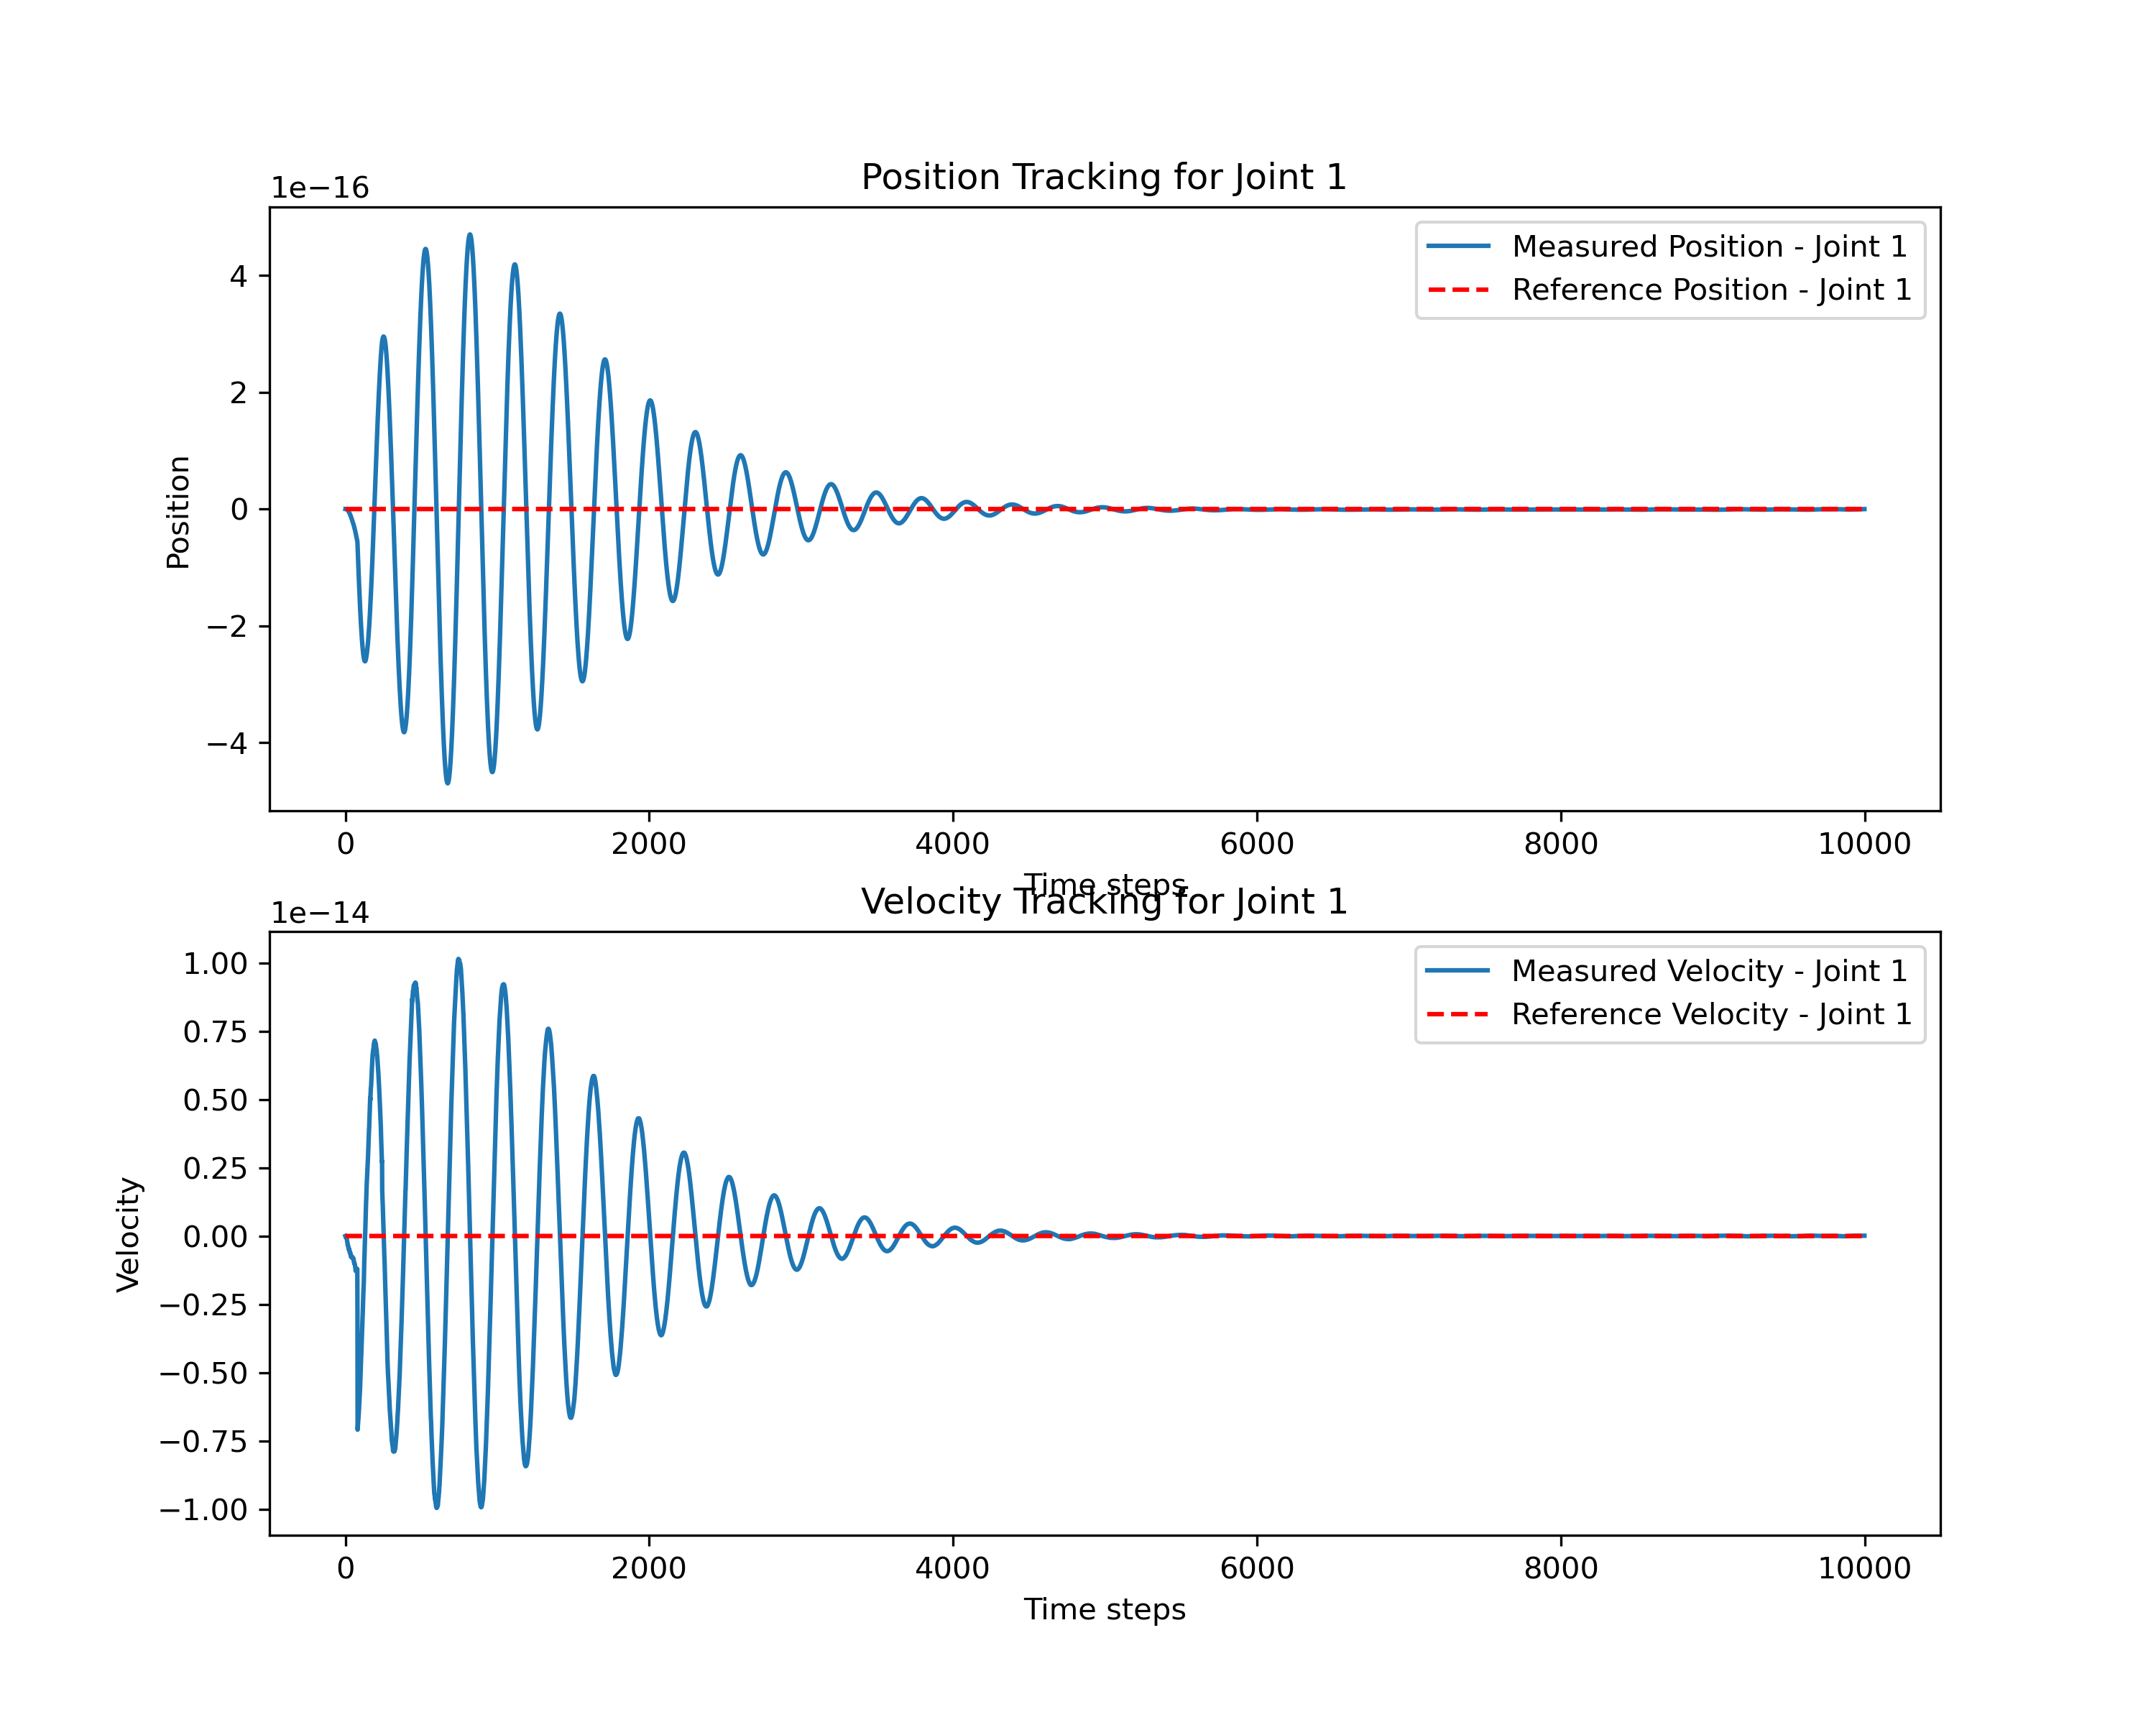 Position Tracking for Joint 1
1e−16
Measured Position - Joint 1
Reference Position - Joint 1
Position
4
2
0
−2
−4
0 2000 4000 6000 8000 10000
Time steps
Velocity Tracking for Joint 1
1e−14
Measured Velocity - Joint 1
Reference Velocity - Joint 1
Velocity
1.00
0.75
0.50
0.25
0.00
−0.25
−0.50
−0.75
−1.00
0 2000 4000 6000 8000 10000
Time steps